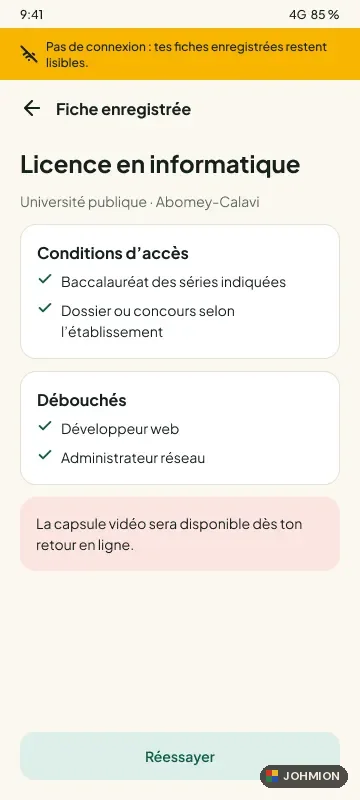 9:41
4G 85 %
Pas de connexion : tes fiches enregistrées restent
lisibles.
Fiche enregistrée
Licence en informatique
Université publique · Abomey-Calavi
Conditions d’accès
Baccalauréat des séries indiquées
Dossier ou concours selon
l’établissement
Débouchés
Développeur web
Administrateur réseau
La capsule vidéo sera disponible dès ton
retour en ligne.
Réessayer
JOHMION